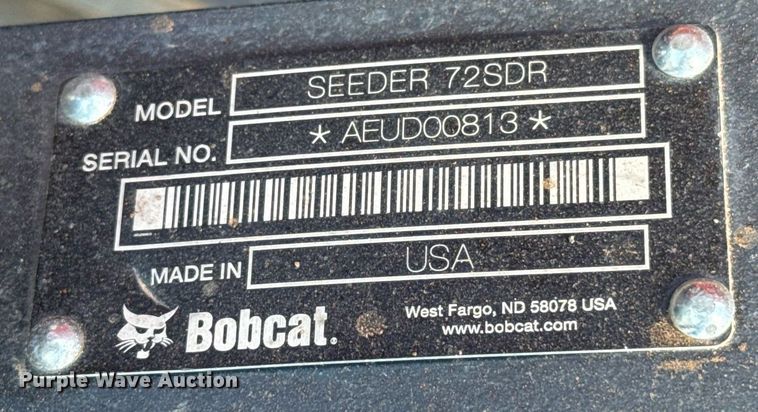 MODEL SEEDER 72SDR
SERIAL NO. * AEUD00813 *
MADE IN USA
Bobcat. West Fargo, ND 58078 USA
www.bobcat.com
Purple Wave Auction